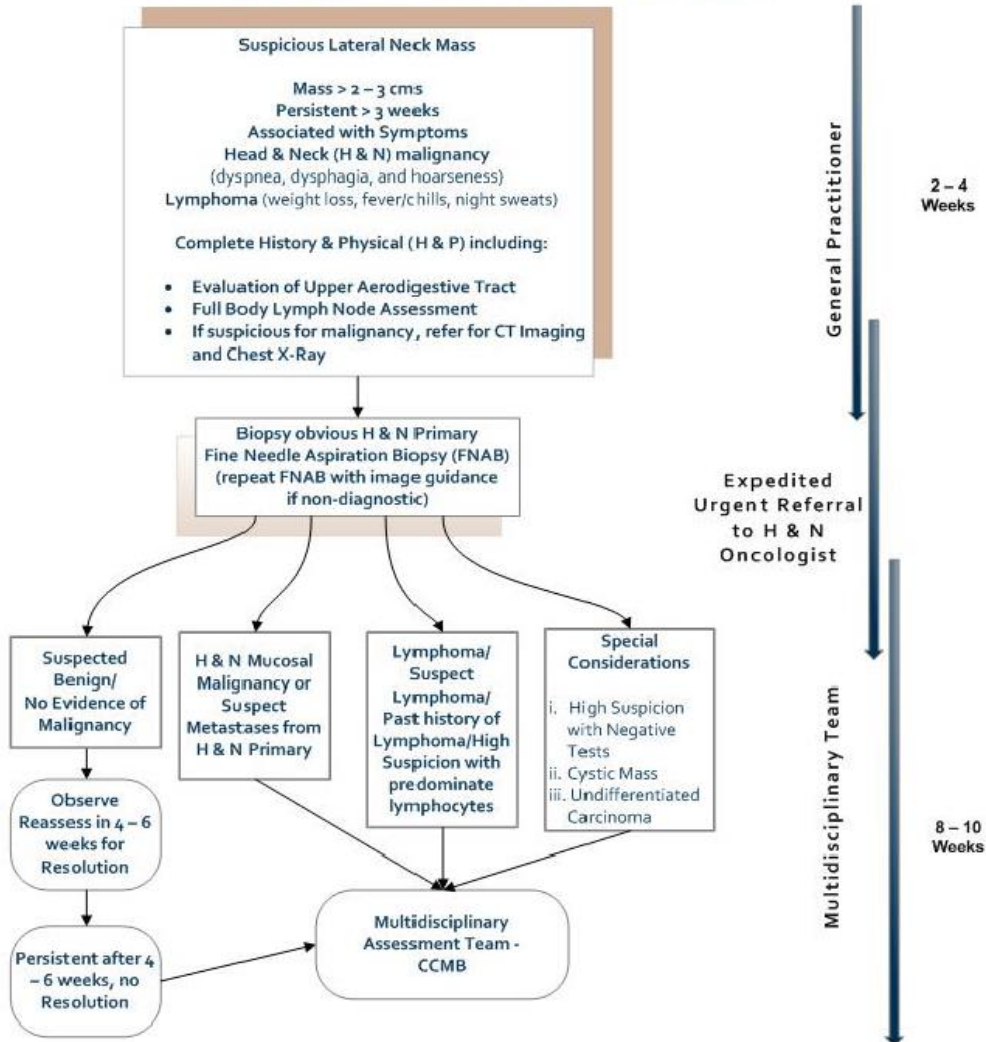 Suspicious Lateral Neck Mass
Mass > 2 – 3 cms
Persistent > 3 weeks
Associated with Symptoms
Head & Neck (H & N) malignancy
(dyspnea, dysphagia, and hoarseness)
Lymphoma (weight loss, fever/chills, night sweats)
Complete History & Physical (H & P) including:
• Evaluation of Upper Aerodigestive Tract
• Full Body Lymph Node Assessment
• If suspicious for malignancy, refer for CT Imaging
and Chest X-Ray
General Practitioner
2 – 4
Weeks
Biopsy obvious H & N Primary
Fine Needle Aspiration Biopsy (FNAB)
(repeat FNAB with image guidance
if non-diagnostic)
Expedited
Urgent Referral
to H & N
Oncologist
Suspected
Benign/
No Evidence of
Malignancy
H & N Mucosal
Malignancy or
Suspect
Metastases from
H & N Primary
Lymphoma/
Suspect
Lymphoma/
Past history of
Lymphoma/High
Suspicion with
predominate
lymphocytes
Special
Considerations
i. High Suspicion
with Negative
Tests
ii. Cystic Mass
iii. Undifferentiated
Carcinoma
Observe
Reassess in 4 – 6
weeks for
Resolution
Persistent after 4
– 6 weeks, no
Resolution
Multidisciplinary
Assessment Team -
CCMB
Multidisciplinary Team
8 – 10
Weeks